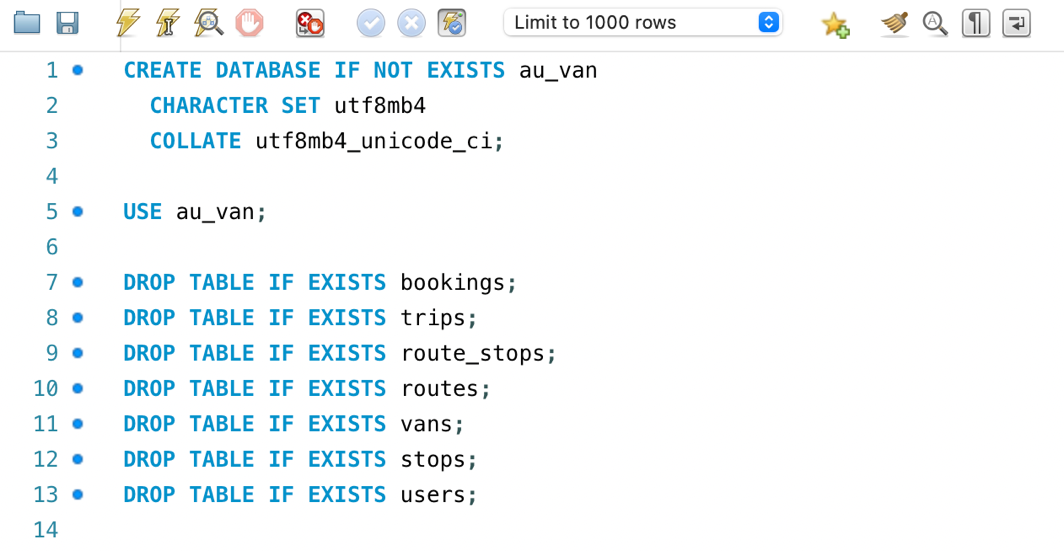 Limit to 1000 rows
1 CREATE DATABASE IF NOT EXISTS au_van
2 CHARACTER SET utf8mb4
3 COLLATE utf8mb4_unicode_ci;
4
5 USE au_van;
6
7 DROP TABLE IF EXISTS bookings;
8 DROP TABLE IF EXISTS trips;
9 DROP TABLE IF EXISTS route_stops;
10 DROP TABLE IF EXISTS routes;
11 DROP TABLE IF EXISTS vans;
12 DROP TABLE IF EXISTS stops;
13 DROP TABLE IF EXISTS users;
14